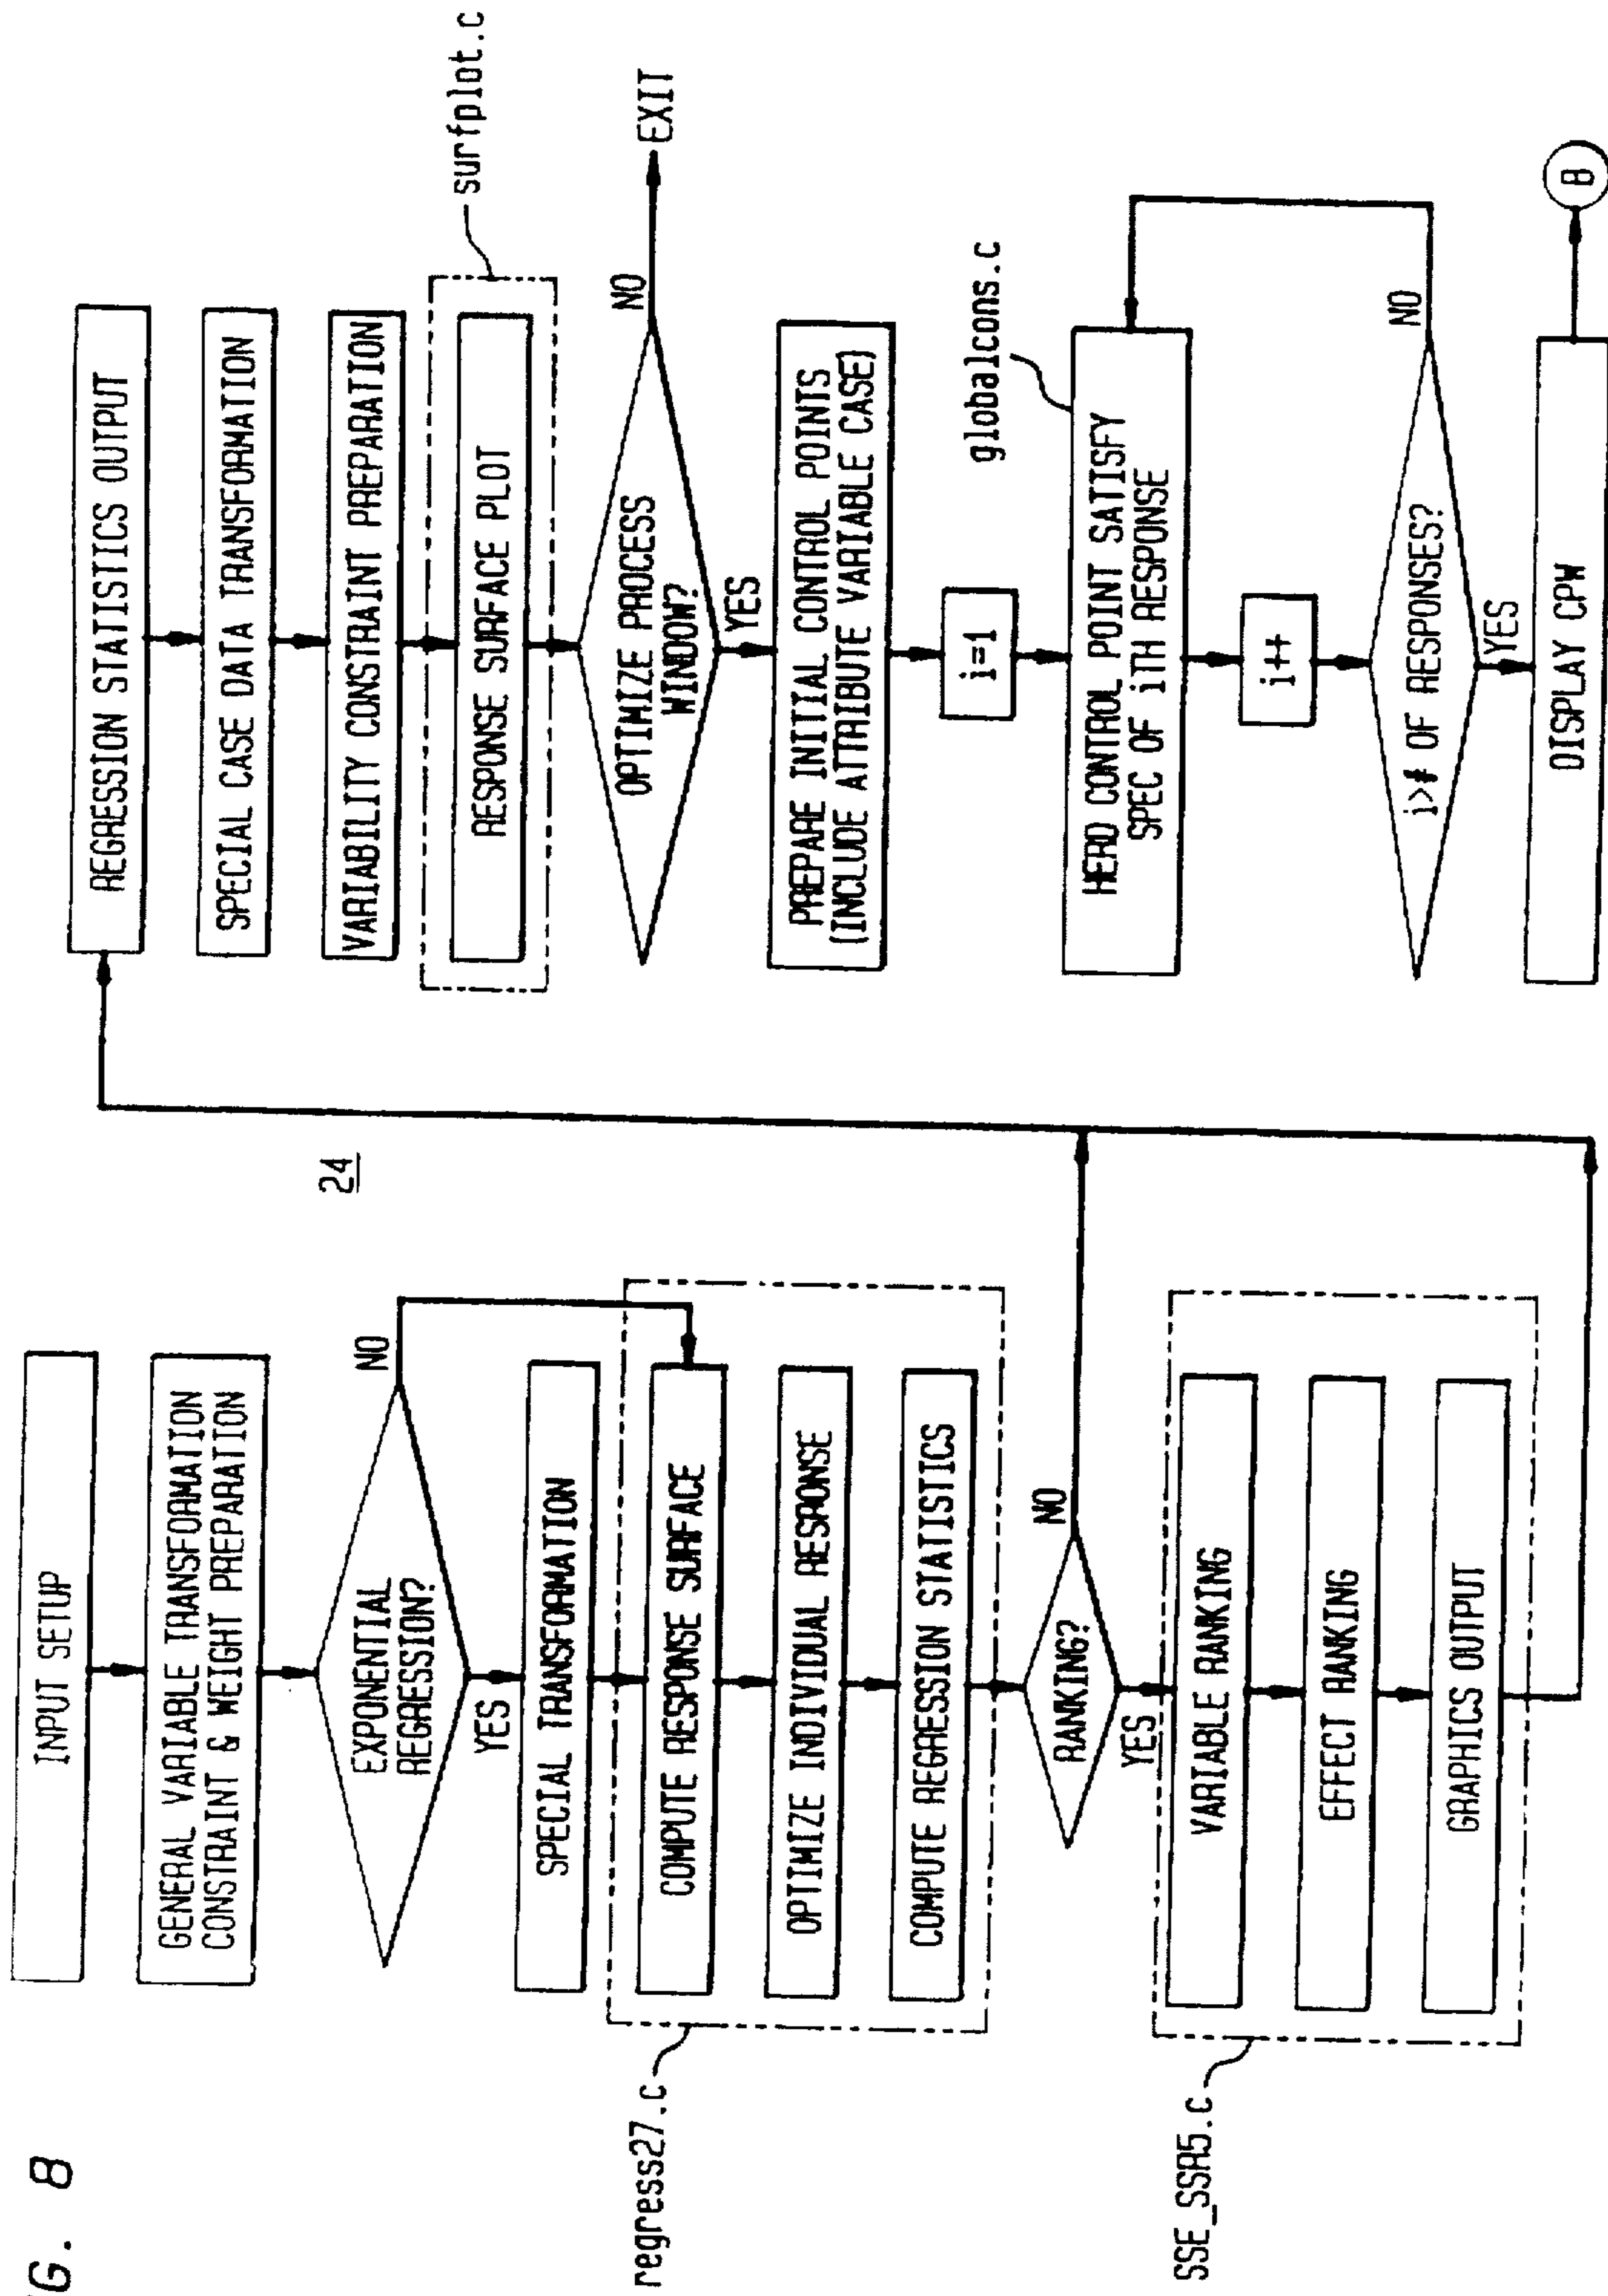 G. 8
24
INPUT SETUP
GENERAL VARIABLE TRANSFORMATION
CONSTRAINT & WEIGHT PREPARATION
EXPONENTIAL
REGRESSION?
NO
YES
SPECIAL TRANSFORMATION
regress27.c
COMPUTE RESPONSE SURFACE
OPTIMIZE INDIVIDUAL RESPONSE
COMPUTE REGRESSION STATISTICS
RANKING?
NO
YES
SSE_SSR5.c
VARIABLE RANKING
EFFECT RANKING
GRAPHICS OUTPUT
REGRESSION STATISTICS OUTPUT
SPECIAL CASE DATA TRANSFORMATION
VARIABILITY CONSTRAINT PREPARATION
surfplot.c
RESPONSE SURFACE PLOT
OPTIMIZE PROCESS
WINDOW?
NO
EXIT
YES
PREPARE INITIAL CONTROL POINTS
(INCLUDE ATTRIBUTE VARIABLE CASE)
i=1
globalcons.c
HERD CONTROL POINT SATISFY
SPEC OF iTH RESPONSE
i++
i># OF RESPONSES?
NO
YES
DISPLAY CPW
B